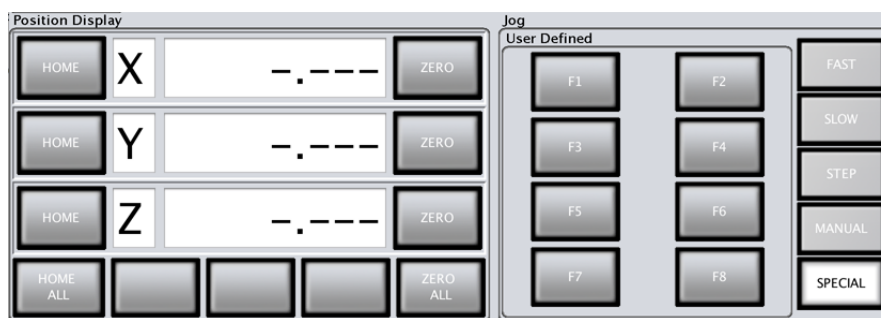 Position Display
HOME X -.--- ZERO
HOME Y -.--- ZERO
HOME Z -.--- ZERO
HOME ALL
ZERO ALL
Jog
User Defined
F1 F2
F3 F4
F5 F6
F7 F8
FAST
SLOW
STEP
MANUAL
SPECIAL